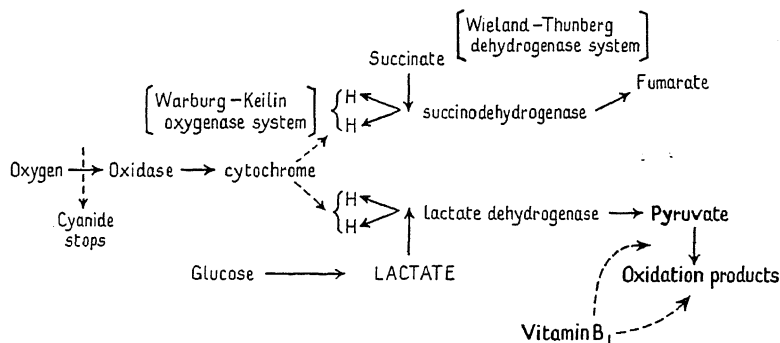 [Wieland–Thunberg
dehydrogenase system]
Succinate
Fumarate
[Warburg–Keilin
oxygenase system]
{H
H
succinodehydrogenase
Oxygen
Oxidase
cytochrome
Cyanide
stops
{H
H
Lactate dehydrogenase
Pyruvate
Glucose
LACTATE
Oxidation products
Vitamin B1